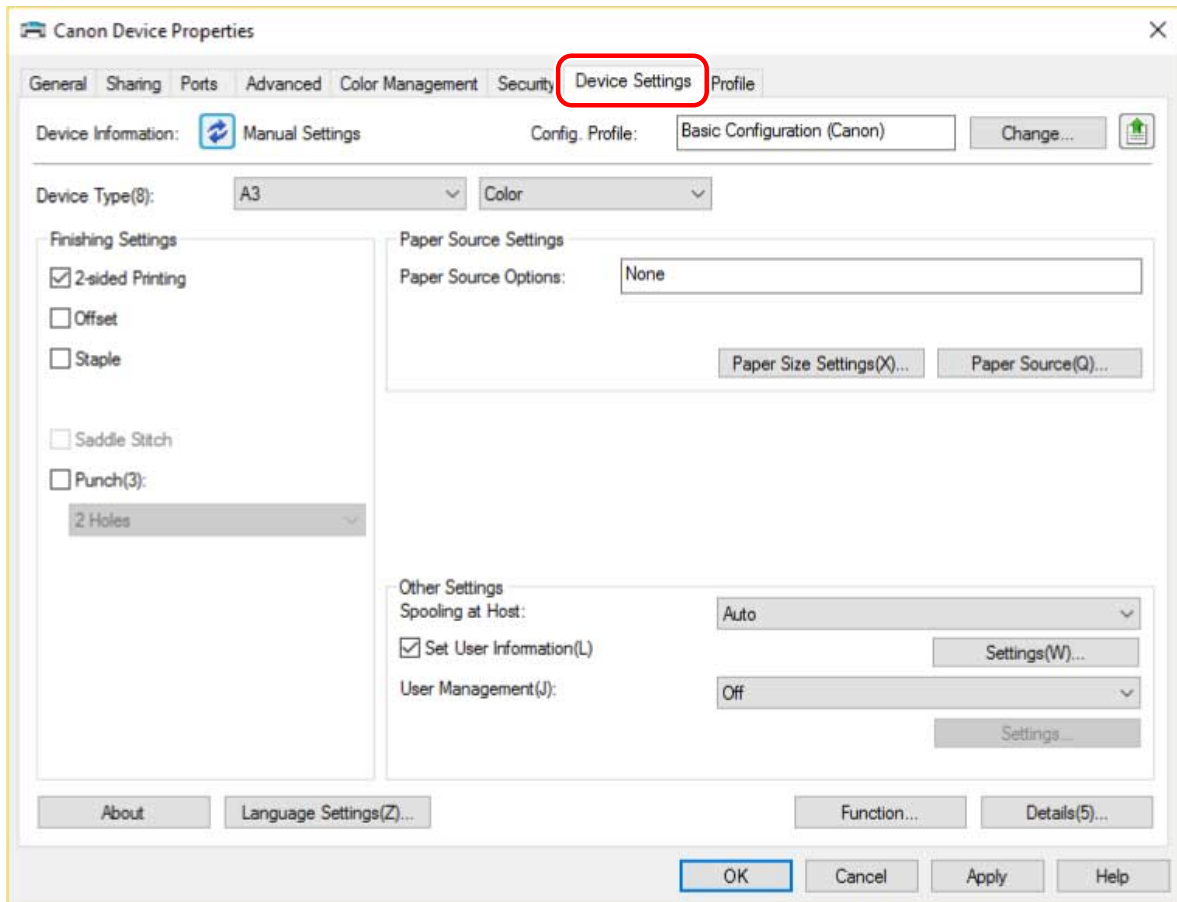 Canon Device Properties
General Sharing Ports Advanced Color Management Security Device Settings Profile
Device Information: Manual Settings Config. Profile: Basic Configuration (Canon) Change...
Device Type(8): A3 Color
Finishing Settings
2-sided Printing
Offset
Staple
Saddle Stitch
Punch(3):
2 Holes
Paper Source Settings
Paper Source Options: None
Paper Size Settings(X)... Paper Source(Q)...
Other Settings
Spooling at Host: Auto
Set User Information(L) Settings(W)...
User Management(J): Off
Settings...
About Language Settings(Z)... Function... Details(5)...
OK Cancel Apply Help